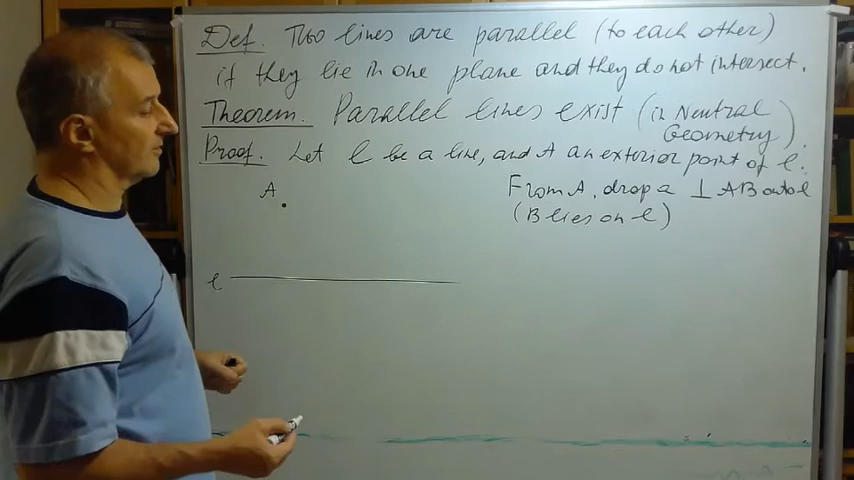 Def. Two lines are parallel (to each other)
if they lie in one plane and they do not intersect.
Theorem. Parallel lines exist (in Neutral Geometry).
Proof. Let l be a line, and A an exterior point of l.
From A, drop a ⊥ AB onto l
(B lies on l)
A
l